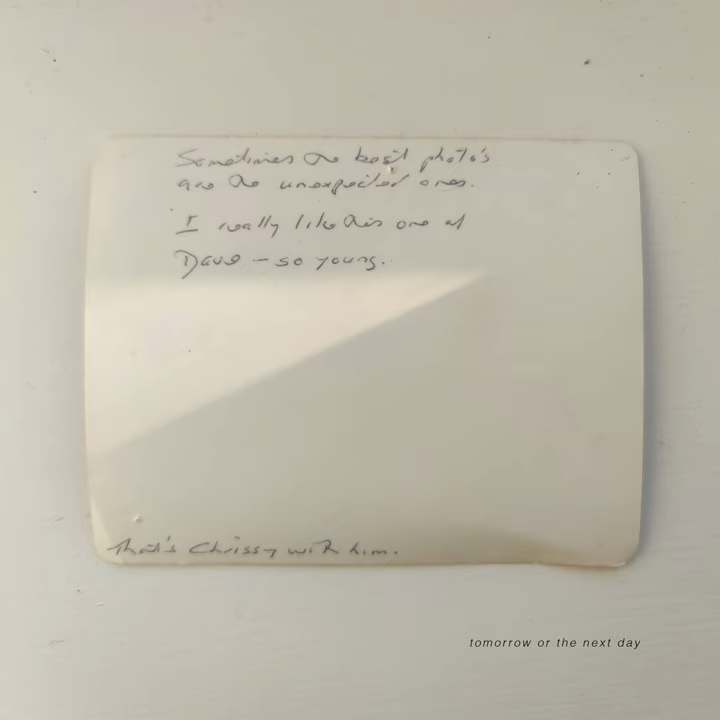 Sometimes the best photo's
are the unexpected ones.
I really like this one of
Dave - so young.
That's Chrissy with him.
tomorrow or the next day